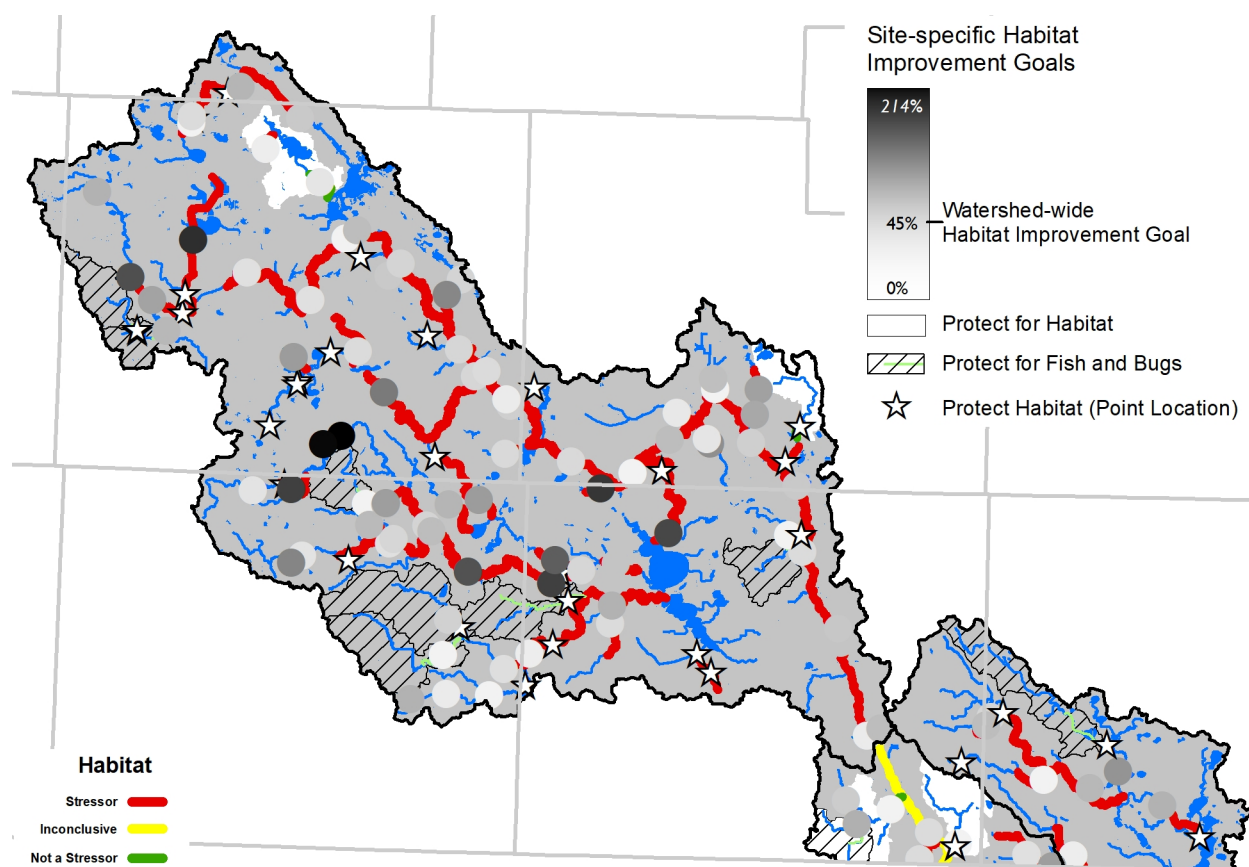 Site-specific Habitat
Improvement Goals
214%
45%
Watershed-wide
Habitat Improvement Goal
0%
Protect for Habitat
Protect for Fish and Bugs
Protect Habitat (Point Location)
Habitat
Stressor
Inconclusive
Not a Stressor